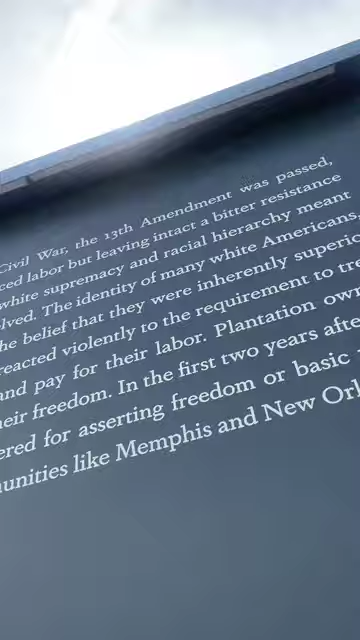 Civil War, the 13th Amendment was passed,
ced labor but leaving intact a bitter resistance
white supremacy and racial hierarchy meant
lved. The identity of many white Americans,
he belief that they were inherently superio
reacted violently to the requirement to tre
and pay for their labor. Plantation own
heir freedom. In the first two years afte
ered for asserting freedom or basic
unities like Memphis and New Orl